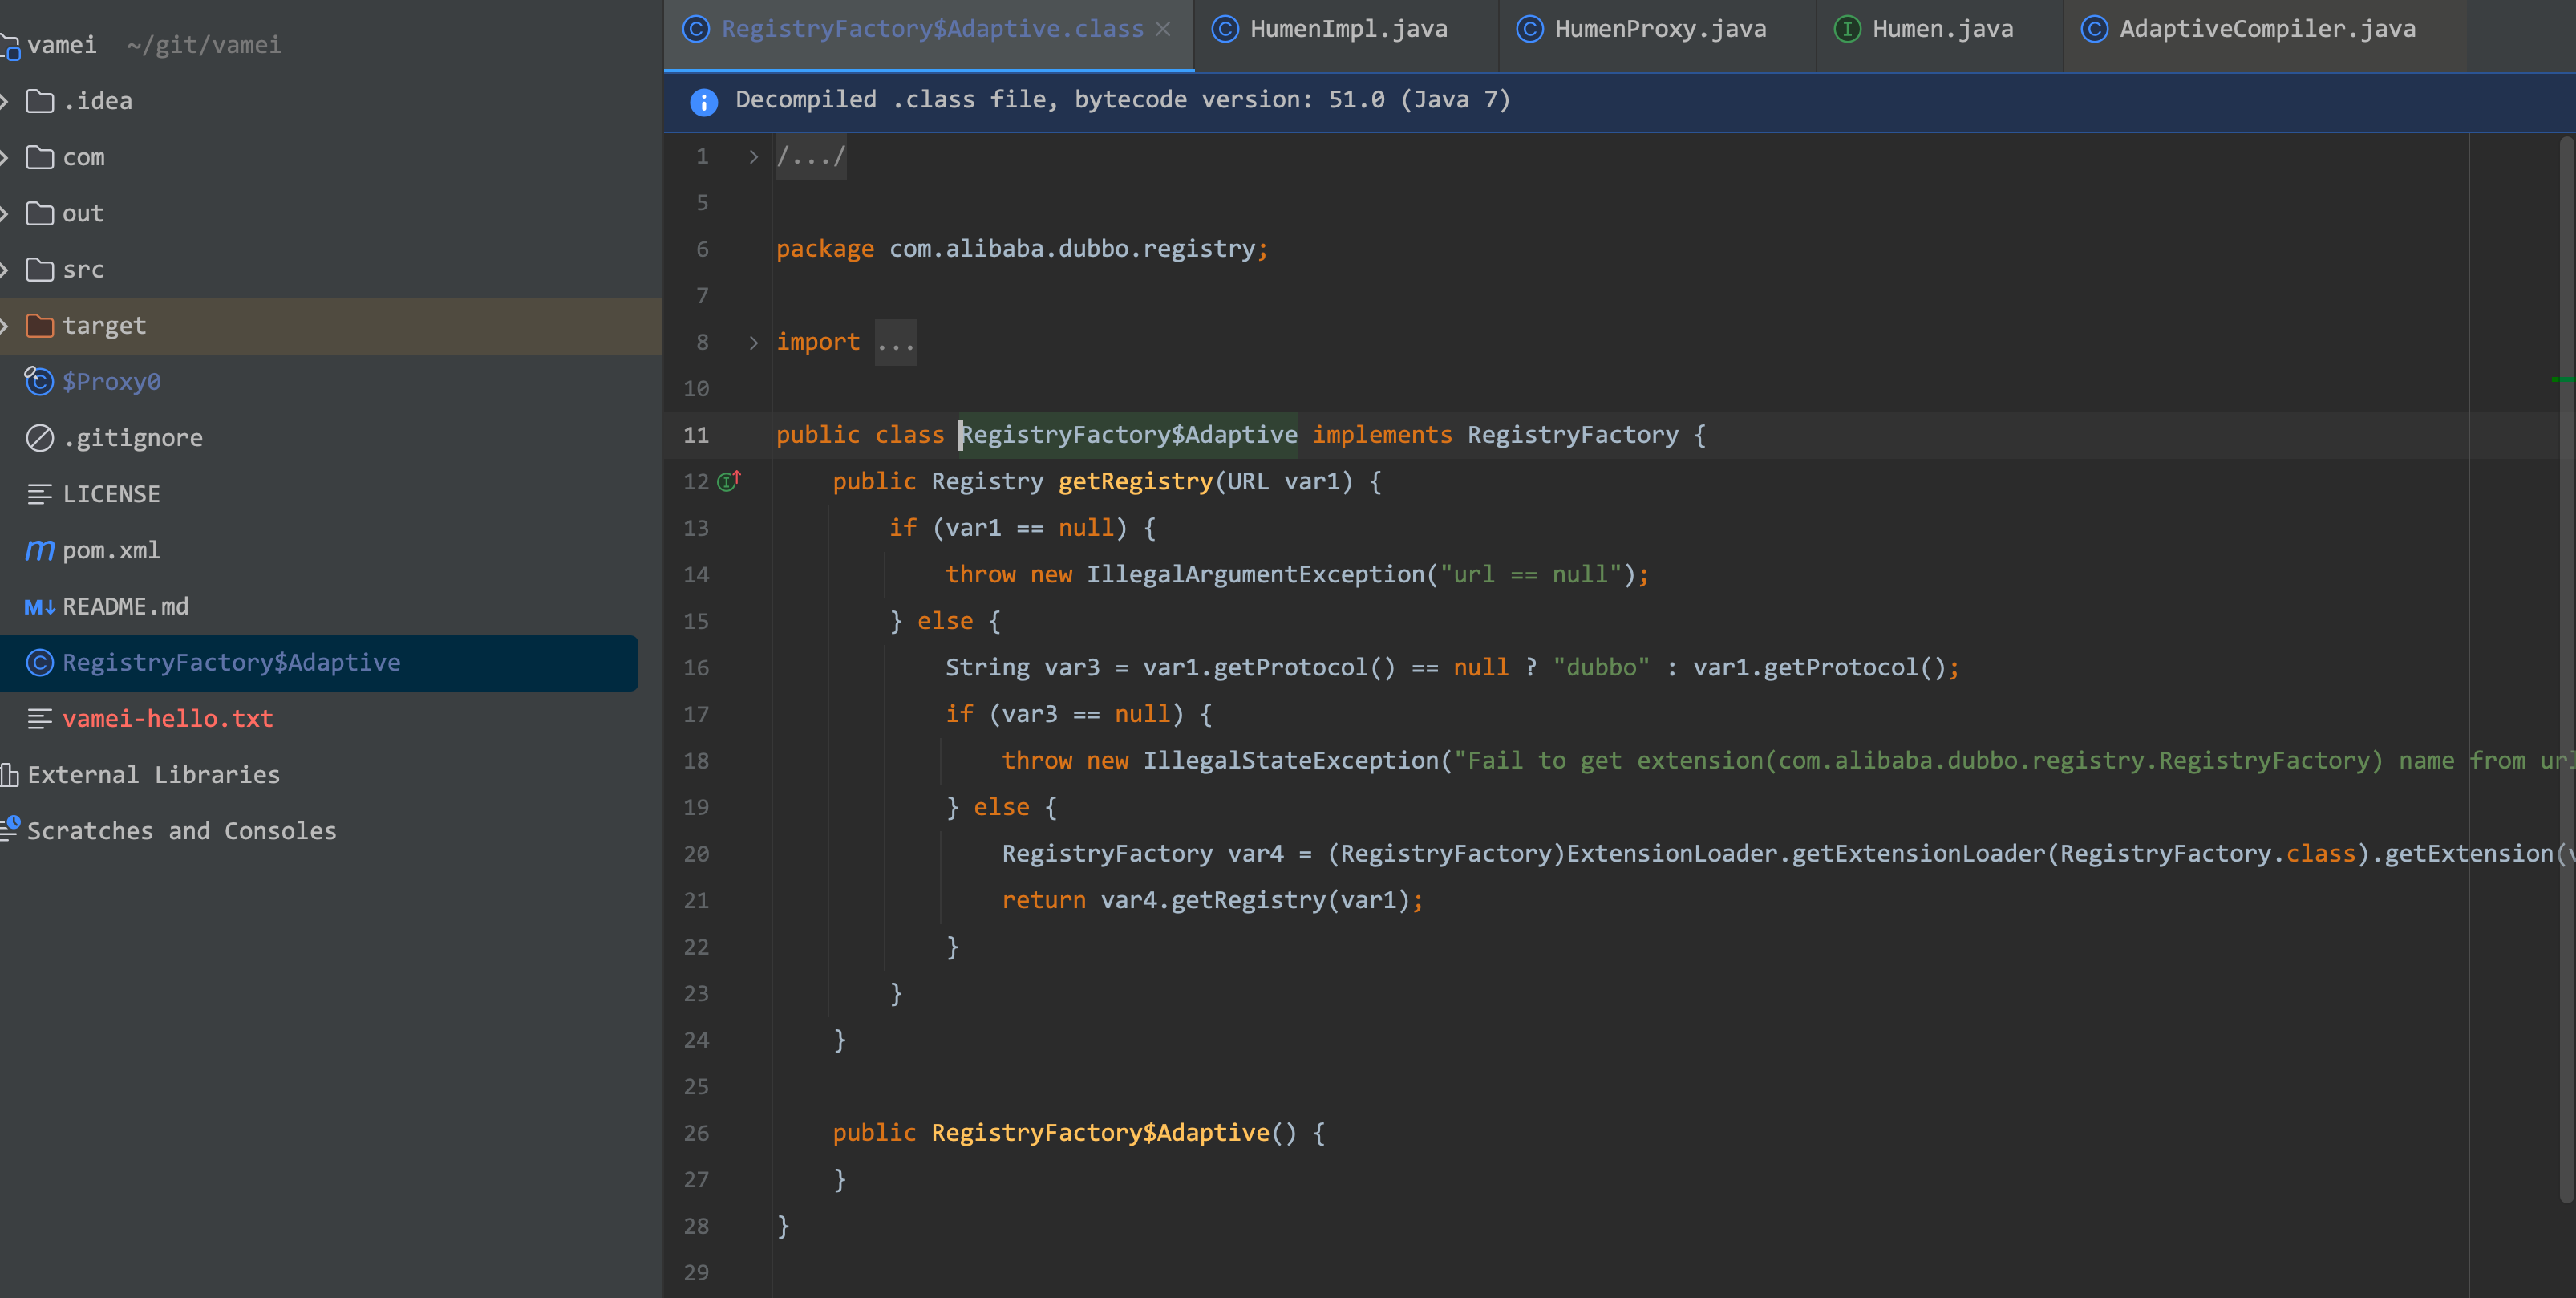 vamei ~/git/vamei
.idea
com
out
src
target
$Proxy0
.gitignore
LICENSE
pom.xml
README.md
RegistryFactory$Adaptive
vamei-hello.txt
External Libraries
Scratches and Consoles
RegistryFactory$Adaptive.class HumenImpl.java HumenProxy.java Humen.java AdaptiveCompiler.java
Decompiled .class file, bytecode version: 51.0 (Java 7)
1 /.../
5
6 package com.alibaba.dubbo.registry;
7
8 import ...
10
11 public class RegistryFactory$Adaptive implements RegistryFactory {
12 public Registry getRegistry(URL var1) {
13 if (var1 == null) {
14 throw new IllegalArgumentException("url == null");
15 } else {
16 String var3 = var1.getProtocol() == null ? "dubbo" : var1.getProtocol();
17 if (var3 == null) {
18 throw new IllegalStateException("Fail to get extension(com.alibaba.dubbo.registry.RegistryFactory) name from url
19 } else {
20 RegistryFactory var4 = (RegistryFactory)ExtensionLoader.getExtensionLoader(RegistryFactory.class).getExtension(
21 return var4.getRegistry(var1);
22 }
23 }
24 }
25
26 public RegistryFactory$Adaptive() {
27 }
28 }
29